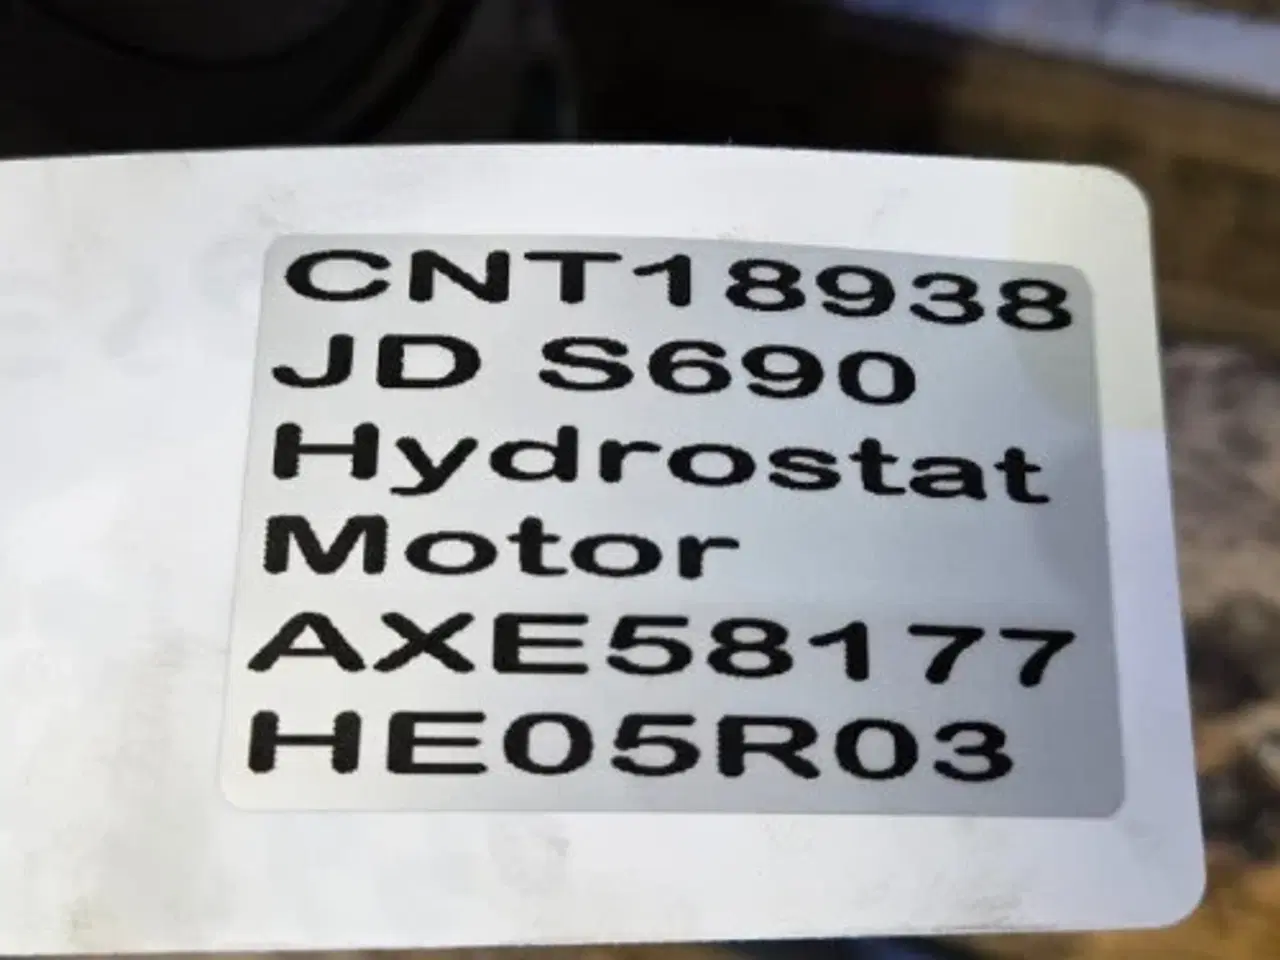 CNT18938
JD S690
Hydrostat
Motor
AXE58177
HE05R03